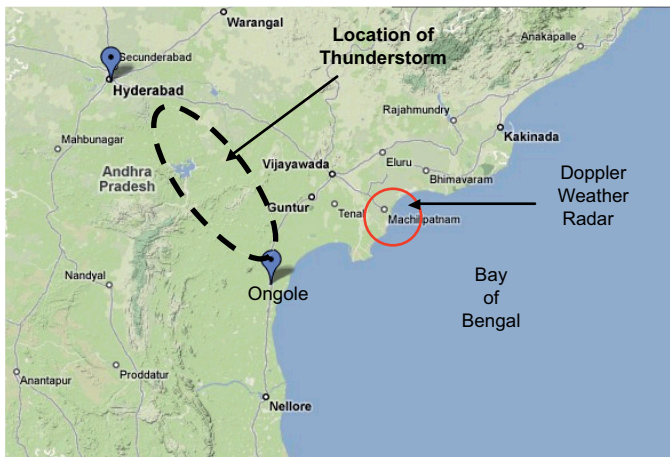 Warangal
Anakapalle
Location of
Thunderstorm
Secunderabad
Hyderabad
Rajahmundry
Kakinada
Mahbunagar
Vijayawada
Eluru
Bhimavaram
Andhra
Pradesh
Doppler
Weather
Radar
Guntur
Tenal
Machilipatnam
Nandyal
Ongole
Bay
of
Bengal
Proddatur
Anantapur
Nellore